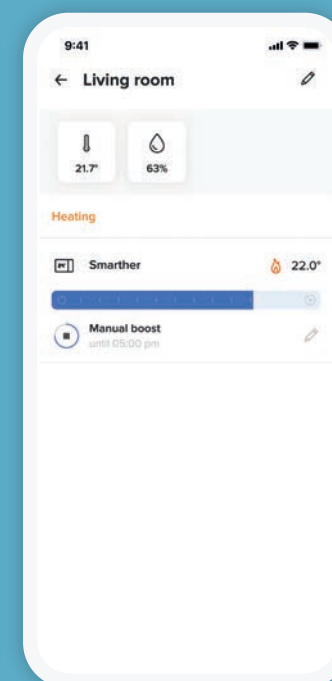 9:41
← Living room
21.7° 63%
Heating
Smarther 22.0°
Manual boost
until 05:00 pm